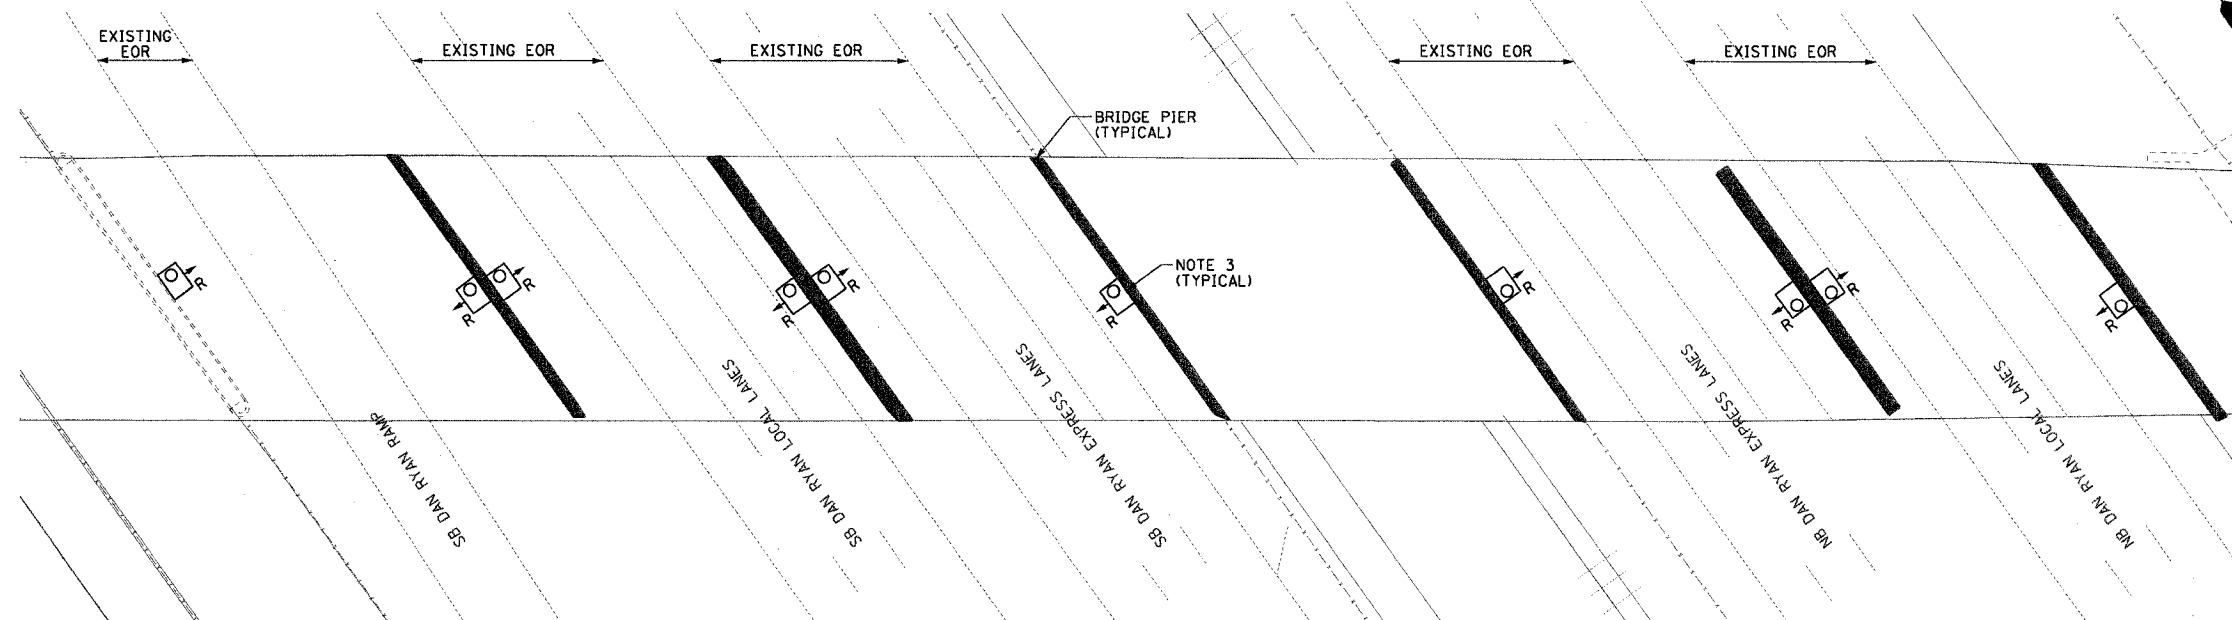 EXISTING
EOR
EXISTING EOR
EXISTING EOR
EXISTING EOR
EXISTING EOR
BRIDGE PIER
(TYPICAL)
NOTE 3
(TYPICAL)
R
R
R
R
R
R
R
R
R
R
SB DAN RYAN RAMP
SB DAN RYAN LOCAL LANES
SB DAN RYAN EXPRESS LANES
NB DAN RYAN EXPRESS LANES
NB DAN RYAN LOCAL LANES